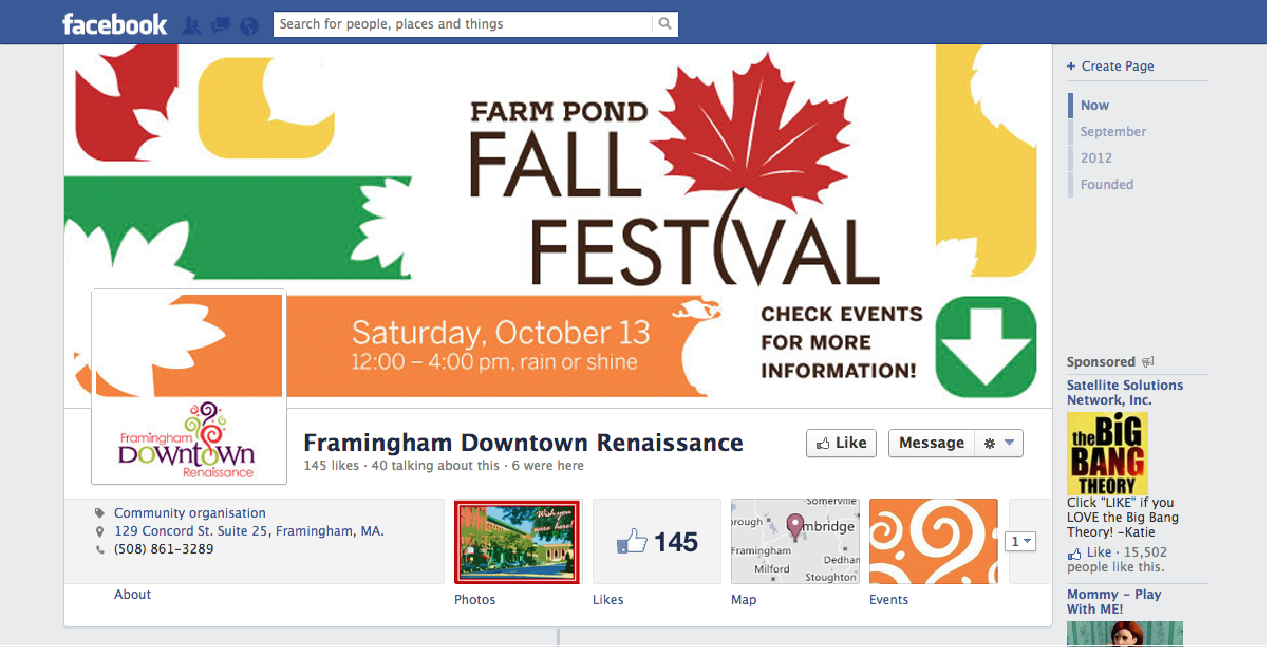 facebook
Search for people, places and things
FARM POND
FALL
FESTIVAL
Saturday, October 13
12:00 – 4:00 pm, rain or shine
CHECK EVENTS
FOR MORE
INFORMATION!
Framingham
DOWNTOWN
Renaissance
Framingham Downtown Renaissance
145 likes · 40 talking about this · 6 were here
Like
Message
Community organisation
129 Concord St. Suite 25, Framingham, MA.
(508) 861-3289
About
Wish you
were here!
Photos
145
Likes
Somerville
orough
mbridge
Framingham
Milford
Dedhan
Stoughton
Map
Events
1
+ Create Page
Now
September
2012
Founded
Sponsored
Satellite Solutions
Network, Inc.
the BIG
BANG
THEORY
Click "LIKE" if you
LOVE the Big Bang
Theory! -Katie
Like · 15,502
people like this.
Mommy - Play
With ME!